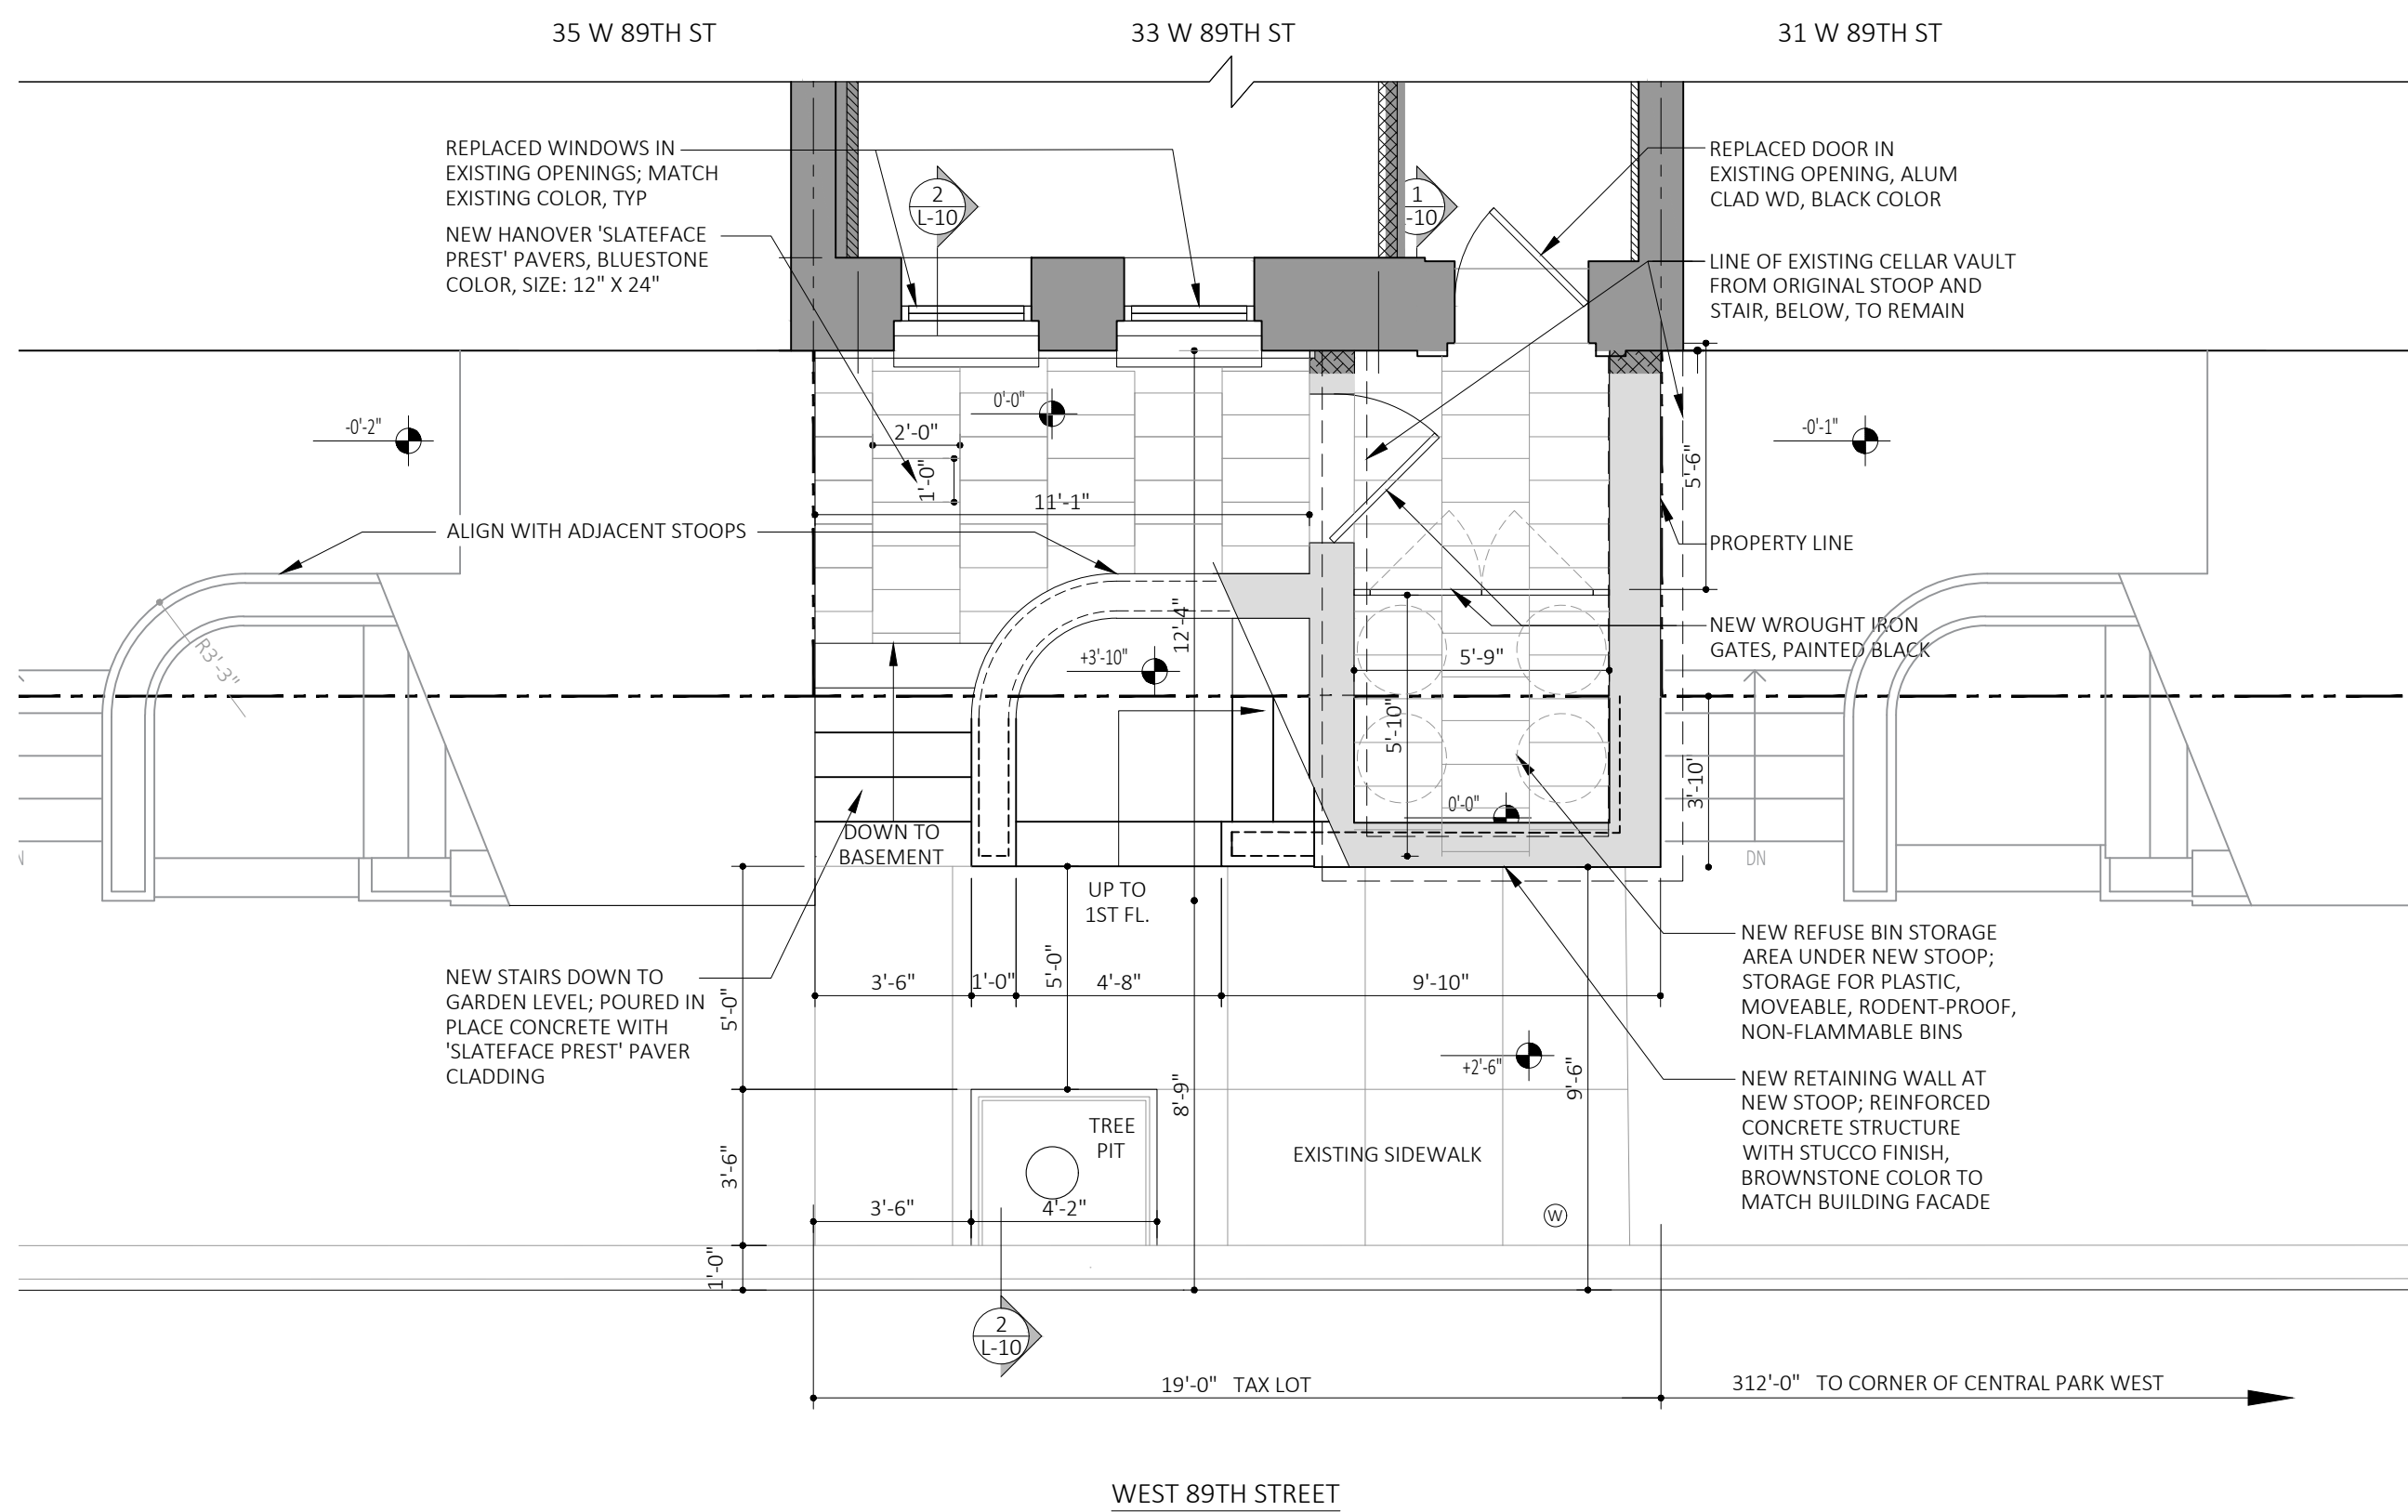 35 W 89TH ST
33 W 89TH ST
31 W 89TH ST
REPLACED WINDOWS IN
EXISTING OPENINGS; MATCH
EXISTING COLOR, TYP
NEW HANOVER 'SLATEFACE
PREST' PAVERS, BLUESTONE
COLOR, SIZE: 12" X 24"
2
L-10
1
-10
REPLACED DOOR IN
EXISTING OPENING, ALUM
CLAD WD, BLACK COLOR
LINE OF EXISTING CELLAR VAULT
FROM ORIGINAL STOOP AND
STAIR, BELOW, TO REMAIN
-0'-2"
0'-0"
-0'-1"
2'-0"
1'-0"
11'-1"
5'-6"
ALIGN WITH ADJACENT STOOPS
PROPERTY LINE
R3'-3"
+3'-10"
12'-4"
5'-9"
5'-10"
NEW WROUGHT IRON
GATES, PAINTED BLACK
3'-10"
0'-0"
DOWN TO
BASEMENT
DN
UP TO
1ST FL.
NEW STAIRS DOWN TO
GARDEN LEVEL; POURED IN
PLACE CONCRETE WITH
'SLATEFACE PREST' PAVER
CLADDING
5'-0"
3'-6"
1'-0"
5'-0"
4'-8"
9'-10"
NEW REFUSE BIN STORAGE
AREA UNDER NEW STOOP;
STORAGE FOR PLASTIC,
MOVEABLE, RODENT-PROOF,
NON-FLAMMABLE BINS
+2'-6"
9'-6"
8'-9"
NEW RETAINING WALL AT
NEW STOOP; REINFORCED
CONCRETE STRUCTURE
WITH STUCCO FINISH,
BROWNSTONE COLOR TO
MATCH BUILDING FACADE
TREE
PIT
EXISTING SIDEWALK
3'-6"
3'-6"
4'-2"
W
1'-0"
2
L-10
19'-0" TAX LOT
312'-0" TO CORNER OF CENTRAL PARK WEST
WEST 89TH STREET